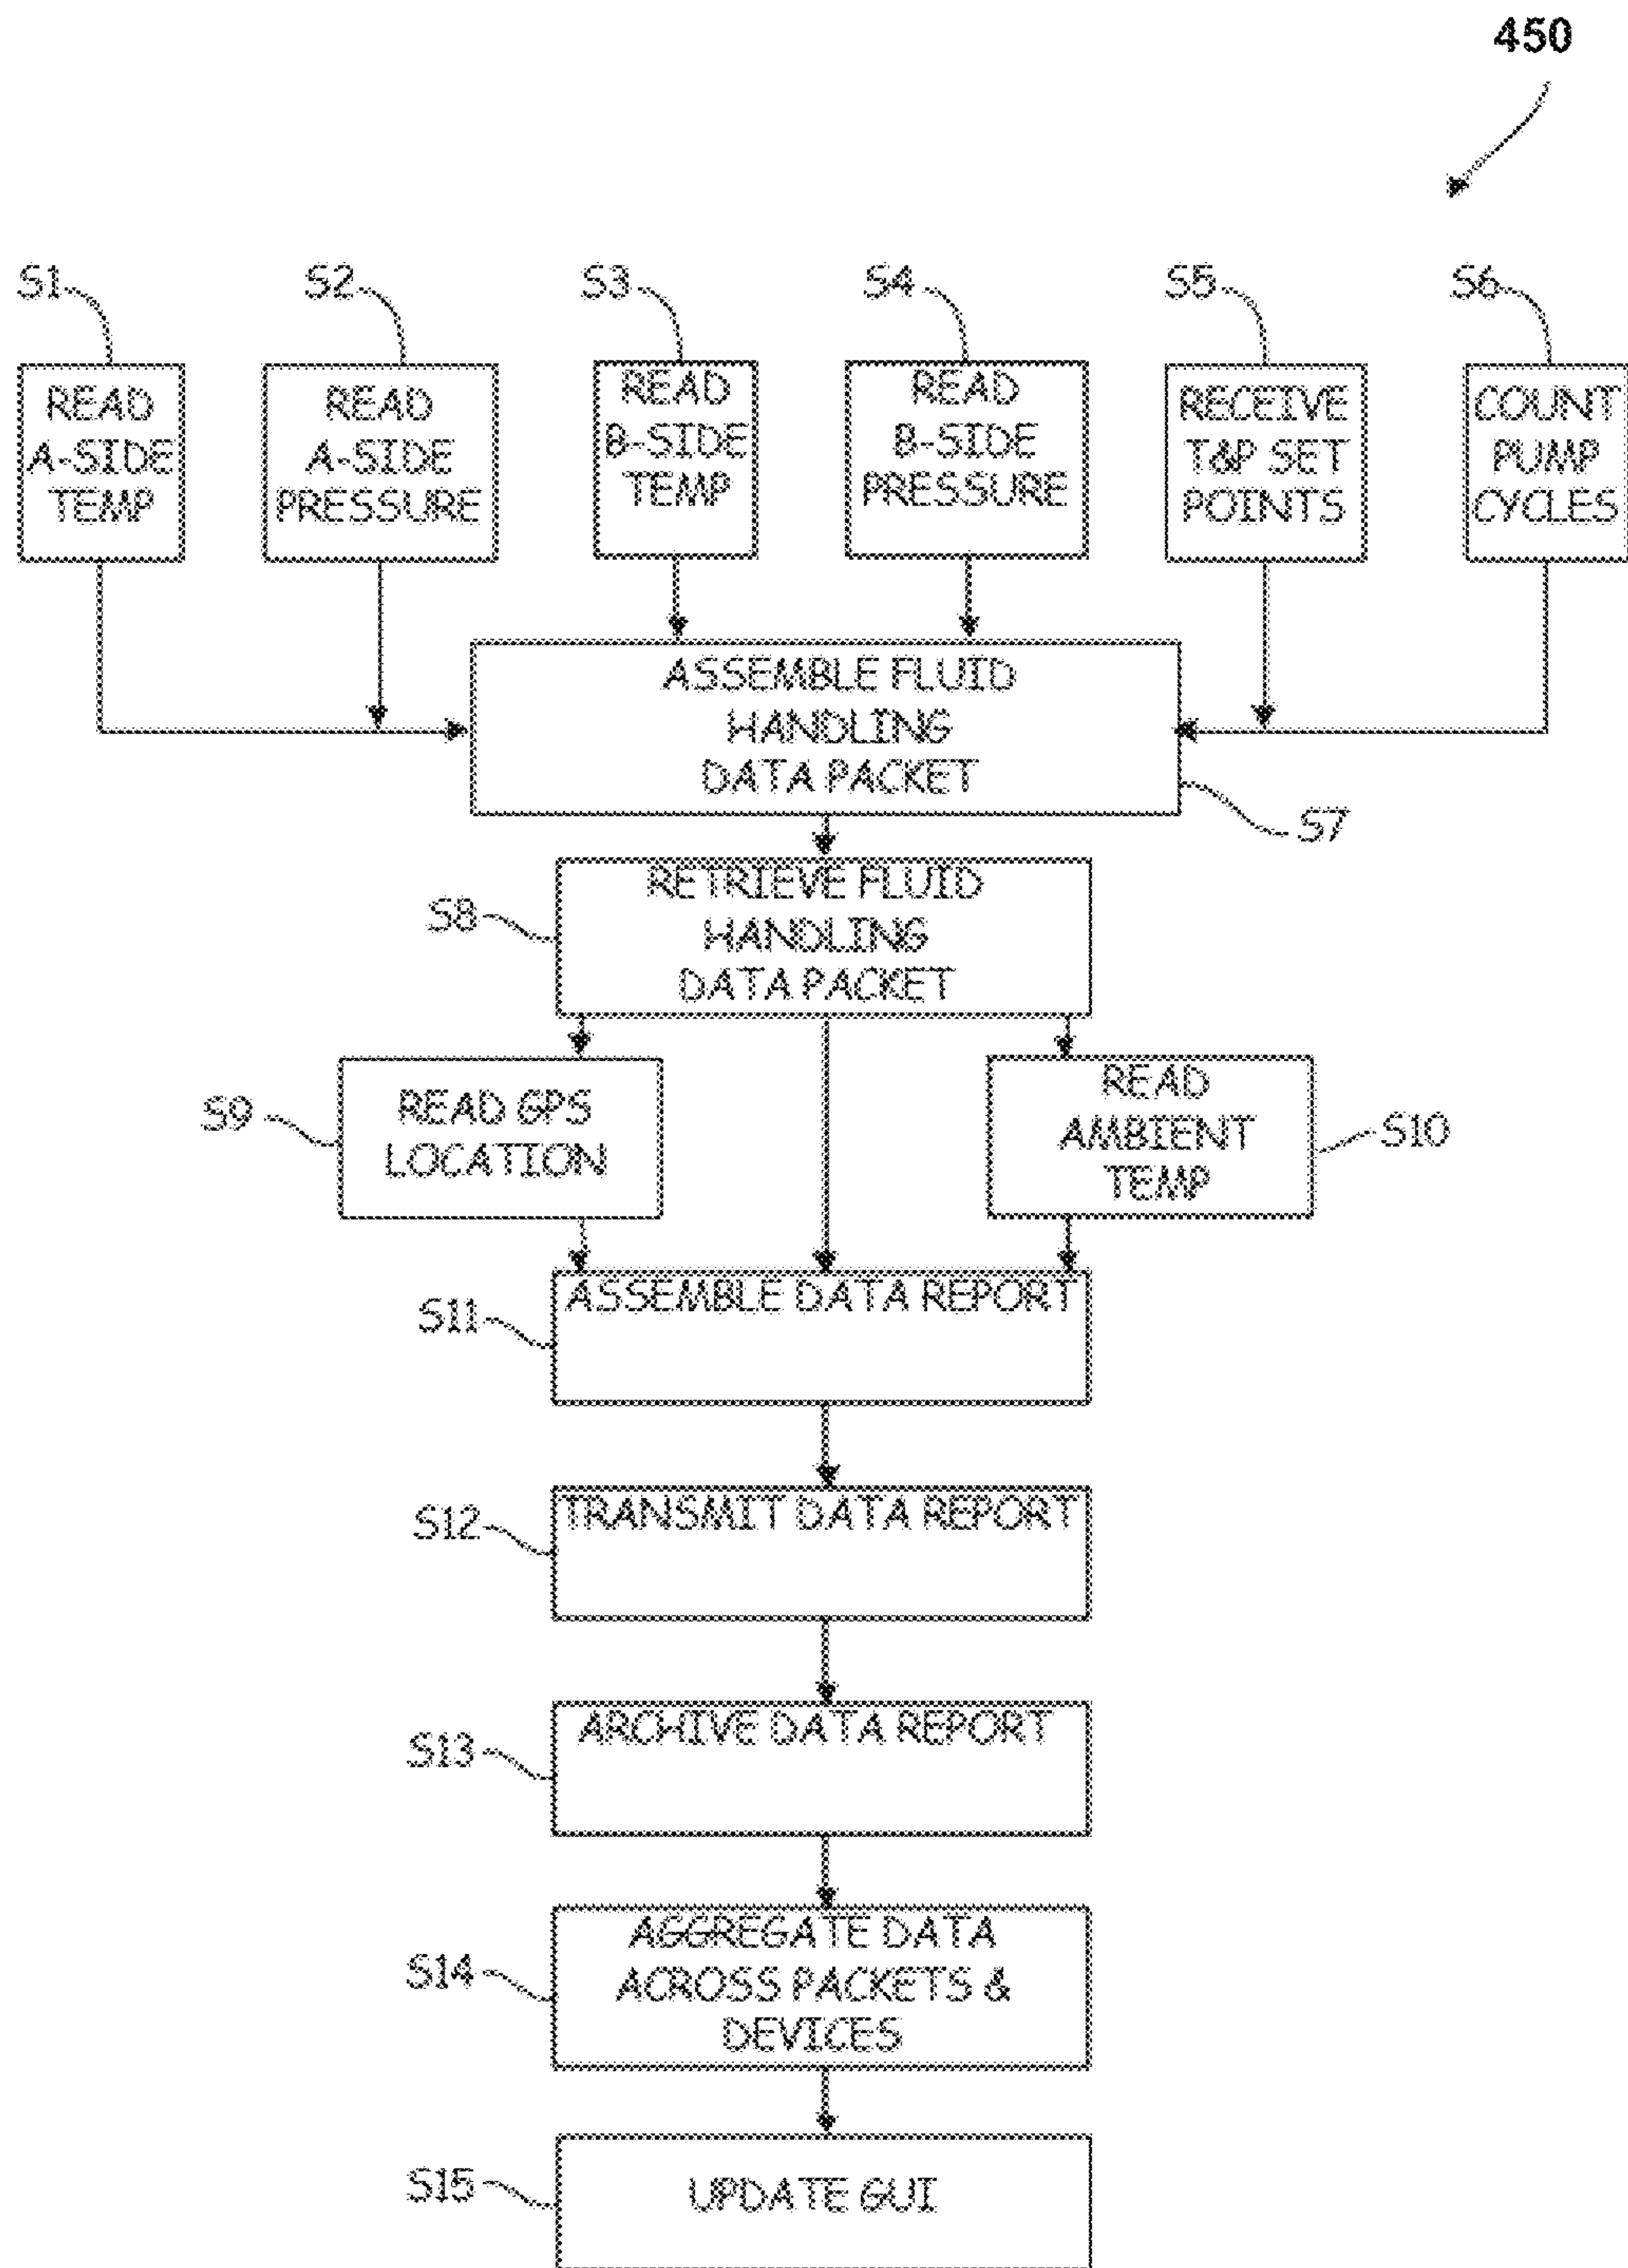 450
S1
S2
S3
S4
S5
S6
READ
A-SIDE
TEMP
READ
A-SIDE
PRESSURE
READ
B-SIDE
TEMP
READ
B-SIDE
PRESSURE
RECEIVE
T&P SET
POINTS
COUNT
PUMP
CYCLES
ASSEMBLE FLUID
HANDLING
DATA PACKET
S7
S8
RETRIEVE FLUID
HANDLING
DATA PACKET
S9
READ GPS
LOCATION
READ
AMBIENT
TEMP
S10
S11
ASSEMBLE DATA REPORT
S12
TRANSMIT DATA REPORT
S13
ARCHIVE DATA REPORT
S14
AGGREGATE DATA
ACROSS PACKETS &
DEVICES
S15
UPDATE GUI